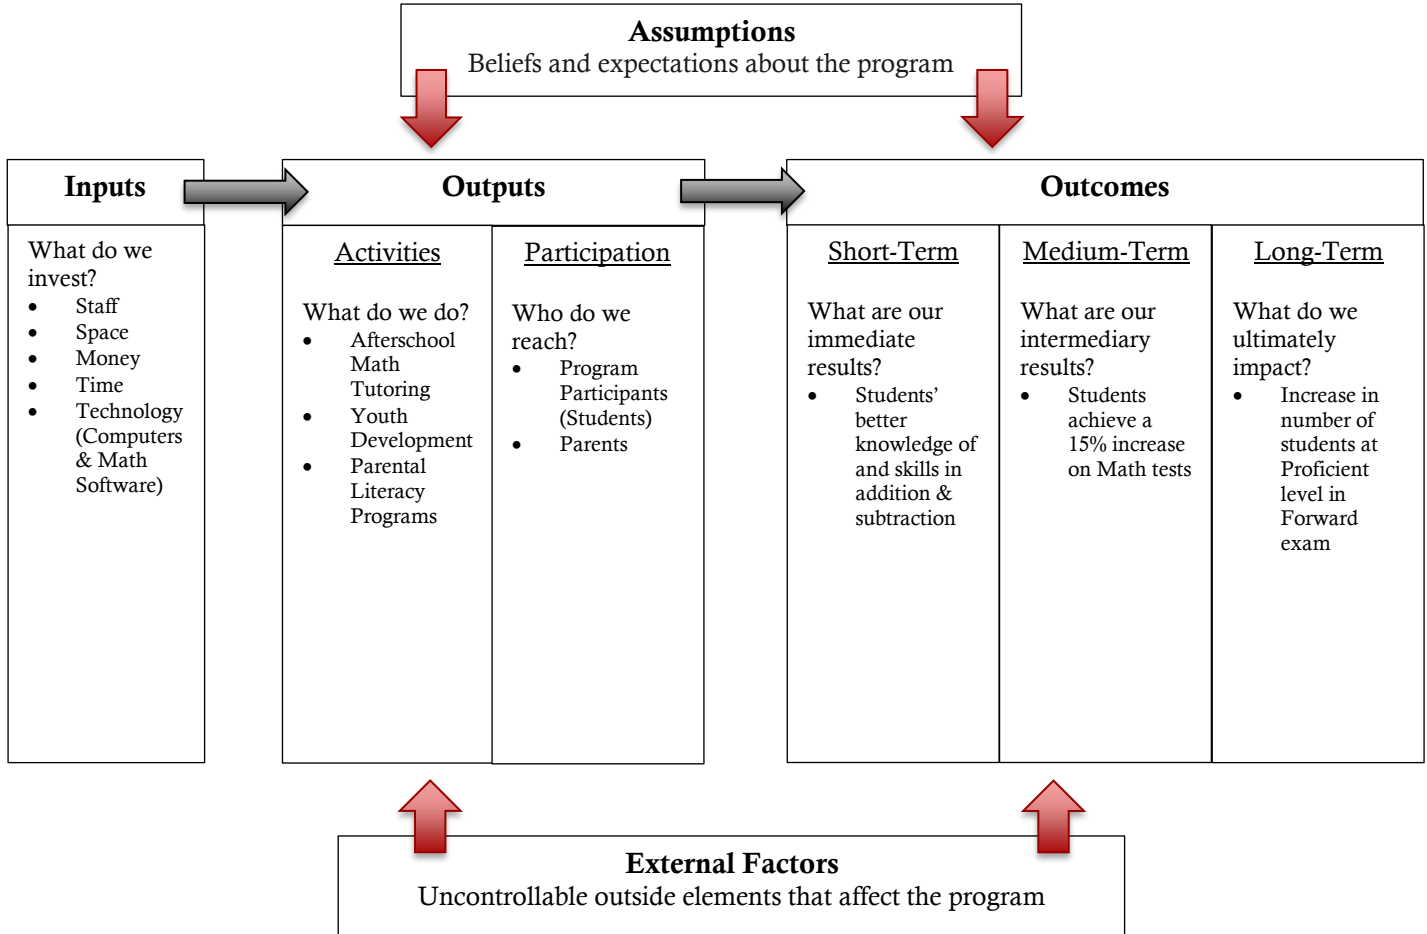 Assumptions
Beliefs and expectations about the program
Inputs
Outputs
Outcomes
What do we
invest?
• Staff
• Space
• Money
• Time
• Technology
(Computers
& Math
Software)
Activities
What do we do?
• Afterschool
Math
Tutoring
• Youth
Development
• Parental
Literacy
Programs
Participation
Who do we
reach?
• Program
Participants
(Students)
• Parents
Short-Term
What are our
immediate
results?
• Students’
better
knowledge of
and skills in
addition &
subtraction
Medium-Term
What are our
intermediary
results?
• Students
achieve a
15% increase
on Math tests
Long-Term
What do we
ultimately
impact?
• Increase in
number of
students at
Proficient
level in
Forward
exam
External Factors
Uncontrollable outside elements that affect the program